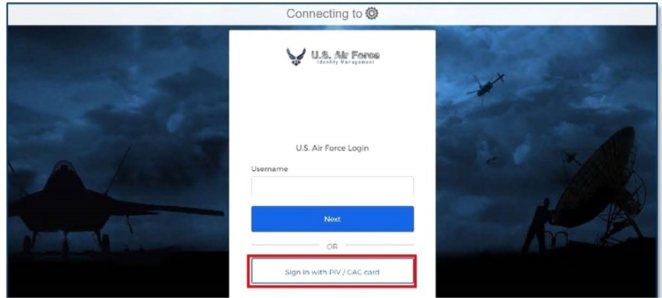 Connecting to
U.S. Air Force
Identity Management
U.S. Air Force Login
Username
Next
OR
Sign in with PIV / CAC card